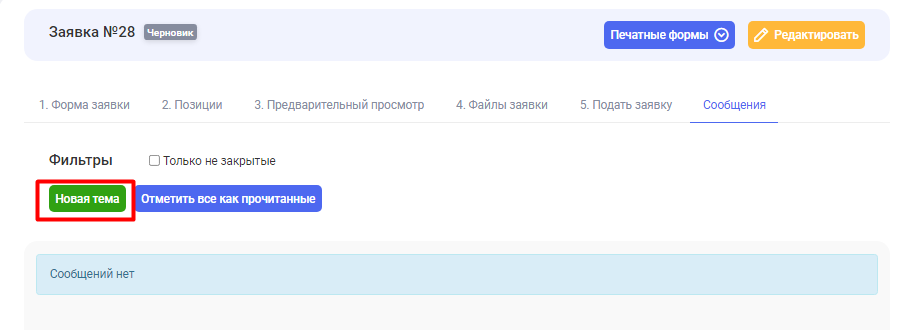 Заявка №28 Черновик Печатные формы Редактировать
1. Форма заявки 2. Позиции 3. Предварительный просмотр 4. Файлы заявки 5. Подать заявку Сообщения
Фильтры Только не закрытые
Новая тема Отметить все как прочитанные
Сообщений нет